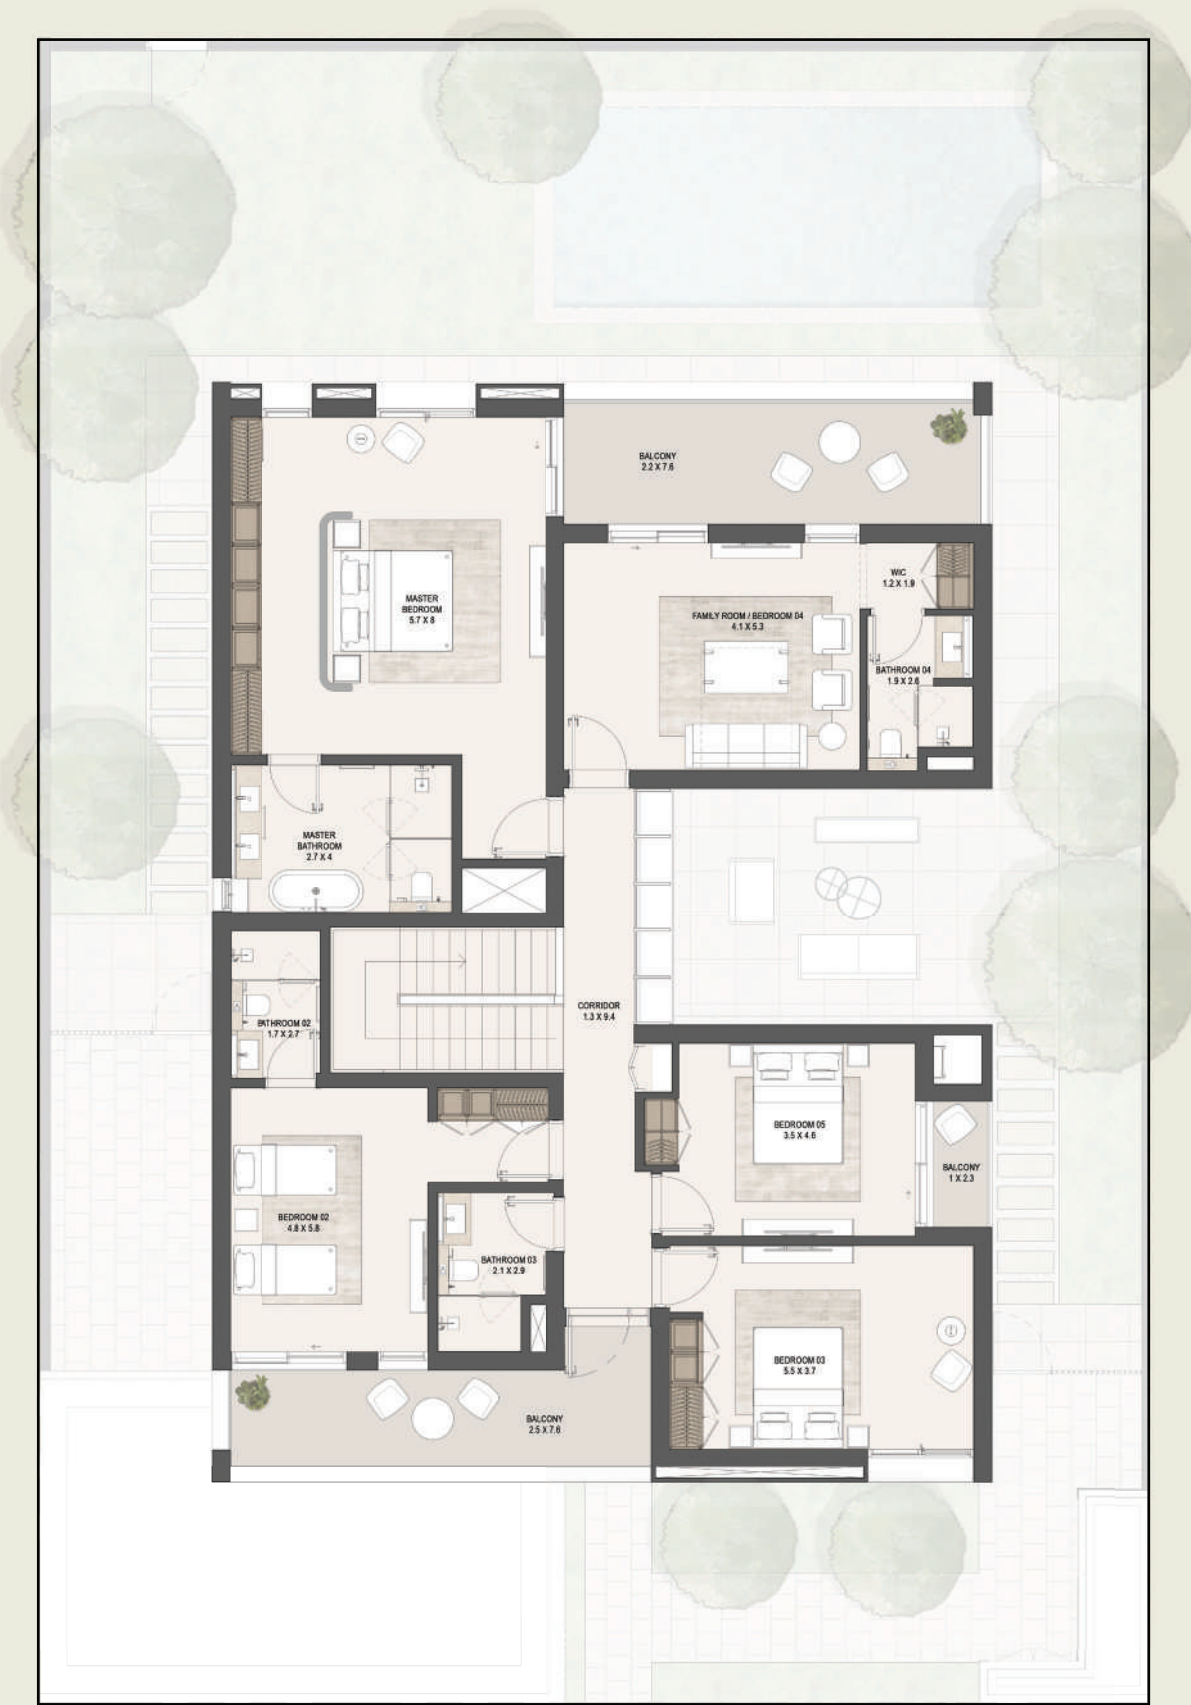 BALCONY
2.2 X 7.6
WIC
1.2 X 1.9
MASTER
BEDROOM
5.7 X 8
FAMILY ROOM / BEDROOM 04
4.1 X 5.3
BATHROOM 04
1.9 X 2.6
MASTER
BATHROOM
2.7 X 4
CORRIDOR
1.3 X 9.4
BATHROOM 02
1.7 X 2.7
BEDROOM 05
3.5 X 4.6
BALCONY
1 X 2.3
BEDROOM 02
4.8 X 5.8
BATHROOM 03
2.1 X 2.9
BEDROOM 03
5.5 X 3.7
BALCONY
2.5 X 7.6